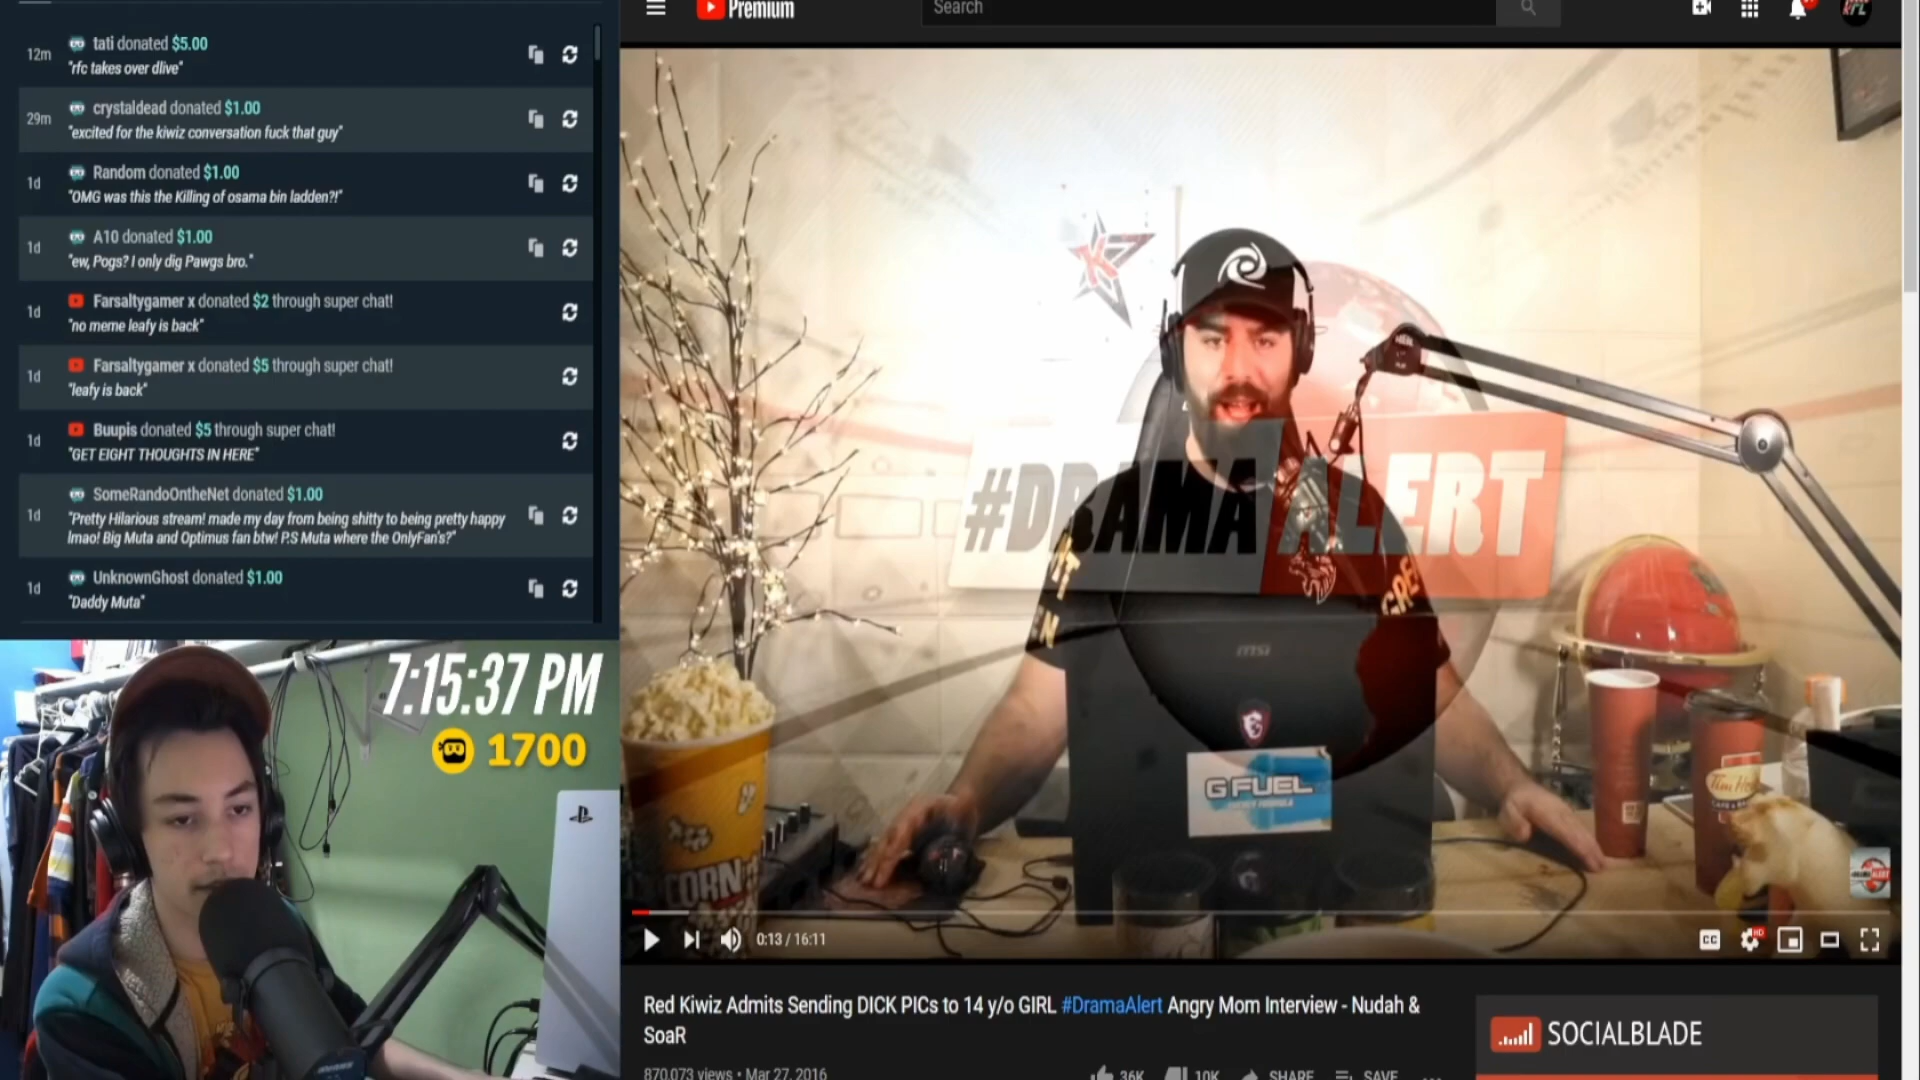 12m
tati donated $5.00
"rfc takes over dlive"
29m
crystaldead donated $1.00
"excited for the kiwiz conversation fuck that guy"
1d
Random donated $1.00
"OMG was this the Killing of osama bin ladden?!"
1d
A10 donated $1.00
"ew, Pogs? I only dig Pawgs bro."
1d
Farsaltygamer x donated $2 through super chat!
"no meme leafy is back"
1d
Farsaltygamer x donated $5 through super chat!
"leafy is back"
1d
Buupis donated $5 through super chat!
"GET EIGHT THOUGHTS IN HERE"
1d
SomeRandoOntheNet donated $1.00
"Pretty Hilarious stream! made my day from being shitty to being pretty happy
lmao! Big Muta and Optimus fan btw! P.S Muta where the OnlyFan's?"
1d
UnknownGhost donated $1.00
"Daddy Muta"
7:15:37 PM
1700
Premium
Search
K
#DRAMA ALERT
GRE
msi
G FUEL
CORN
Tim Ho
0:13 / 16:11
CC
HD
Red Kiwiz Admits Sending DICK PICs to 14 y/o GIRL #DramaAlert Angry Mom Interview - Nudah &
SoaR
870,073 views • Mar 27, 2016
36K
10K
SHARE
SAVE
SOCIALBLADE